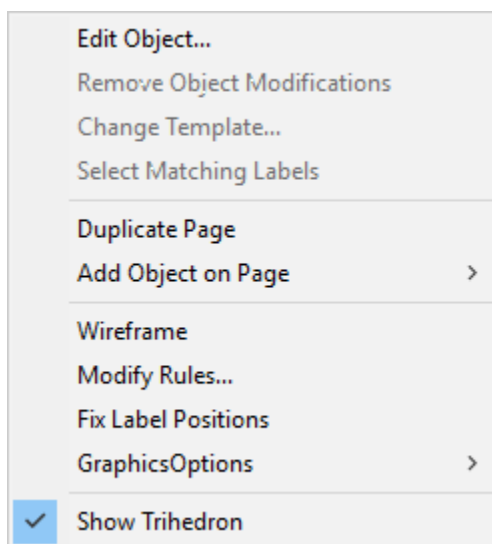 Edit Object...
Remove Object Modifications
Change Template...
Select Matching Labels
Duplicate Page
Add Object on Page
Wireframe
Modify Rules...
Fix Label Positions
GraphicsOptions
Show Trihedron